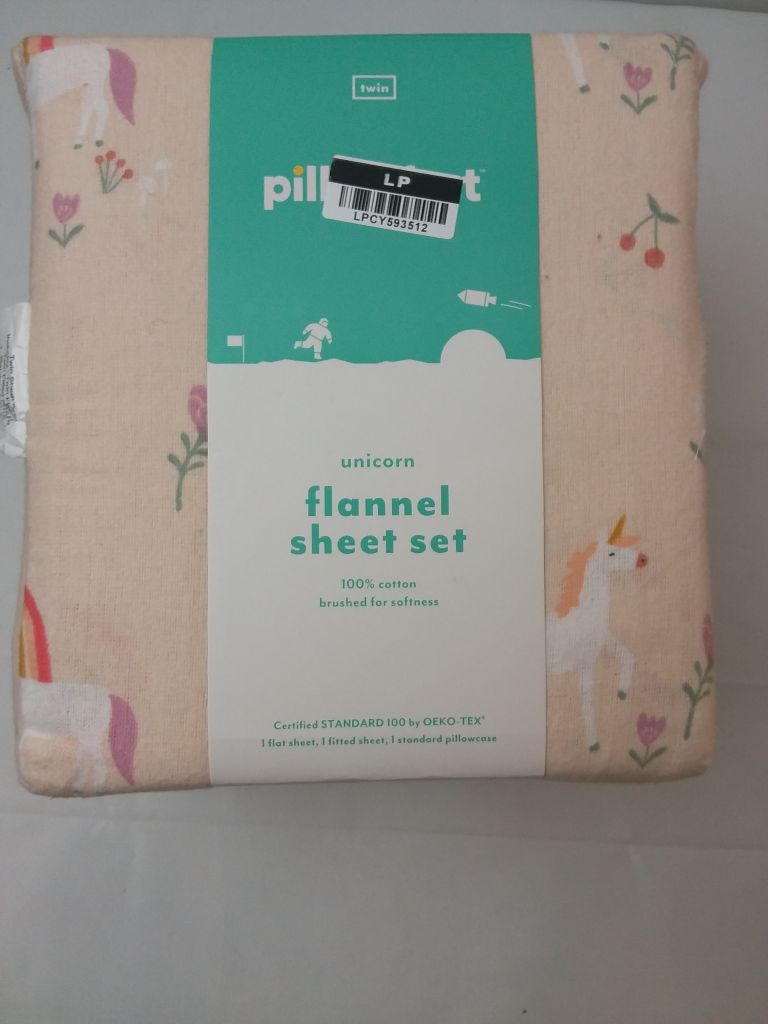 twin
LP
LPCY593512
unicorn
flannel
sheet set
100% cotton
brushed for softness
Certified STANDARD 100 by OEKO-TEX®
1 flat sheet, 1 fitted sheet, 1 standard pillowcase